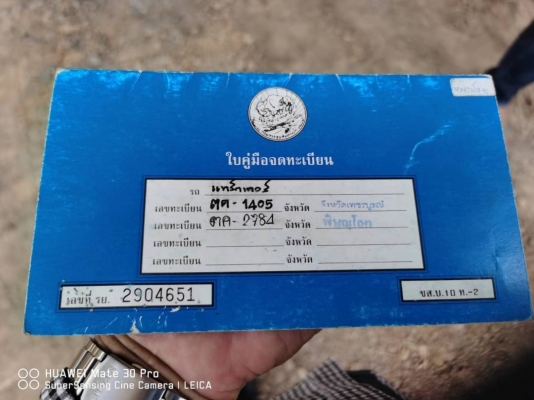 ใบคู่มือจดทะเบียน
รถ แทร็กเตอร์
เลขทะเบียน ตค - 1405 จังหวัด จังหวัดเพชรบูรณ์
เลขทะเบียน ตค - 2784 จังหวัด พิษณุโลก
เลขทะเบียน จังหวัด
เลขทะเบียน จังหวัด
เลขที่ รย. 2904651
ขส.บ.10 ท.-2
HUAWEI Mate 30 Pro
SuperSensing Cine Camera | LEICA